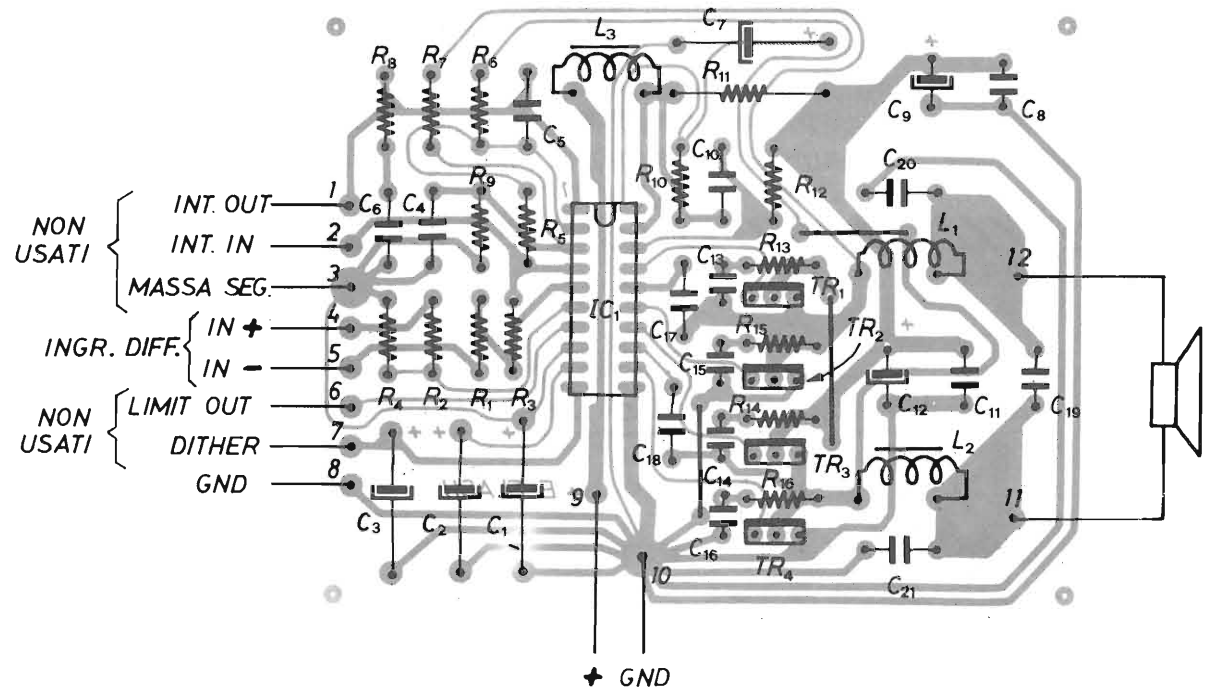 C7
L3
R8
R7
R6
R11
C5
C9
C8
C20
C10
R10
R12
R9
1
INT. OUT
C6
C4
NON
USATI
2
INT. IN
R5
L1
12
R13
C13
3
MASSA SEG.
TR1
IC1
4
IN +
C17
R15
TR2
INGR. DIFF.
5
IN -
C15
6
LIMIT OUT
R4
R2
R1
R3
R14
C12
C11
C19
NON
USATI
7
DITHER
L2
C18
TR3
8
GND
C14
R16
9
11
C3
C2
C1
C16
10
TR4
C21
+ GND